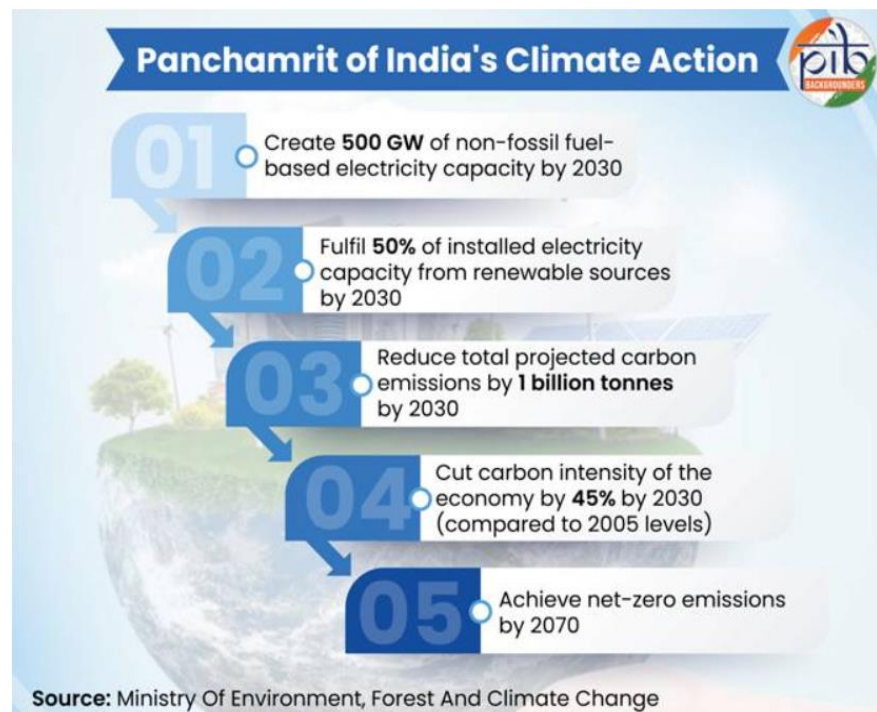 Panchamrit of India's Climate Action
pib
BACKGROUNDERS
01
Create 500 GW of non-fossil fuel-
based electricity capacity by 2030
02
Fulfil 50% of installed electricity
capacity from renewable sources
by 2030
03
Reduce total projected carbon
emissions by 1 billion tonnes
by 2030
04
Cut carbon intensity of the
economy by 45% by 2030
(compared to 2005 levels)
05
Achieve net-zero emissions
by 2070
Source: Ministry Of Environment, Forest And Climate Change